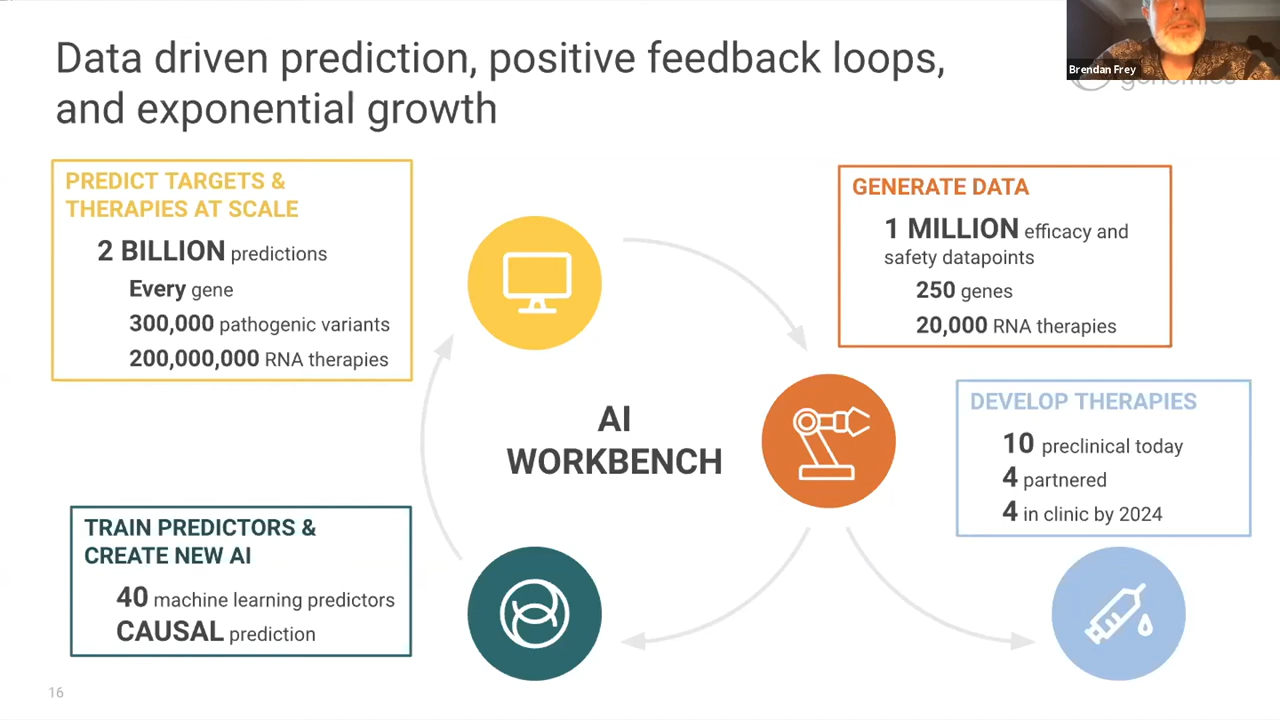 Data driven prediction, positive feedback loops,
and exponential growth
Brendan Frey
genomics
PREDICT TARGETS &
THERAPIES AT SCALE
2 BILLION predictions
Every gene
300,000 pathogenic variants
200,000,000 RNA therapies
GENERATE DATA
1 MILLION efficacy and
safety datapoints
250 genes
20,000 RNA therapies
AI
WORKBENCH
DEVELOP THERAPIES
10 preclinical today
4 partnered
4 in clinic by 2024
TRAIN PREDICTORS &
CREATE NEW AI
40 machine learning predictors
CAUSAL prediction
16